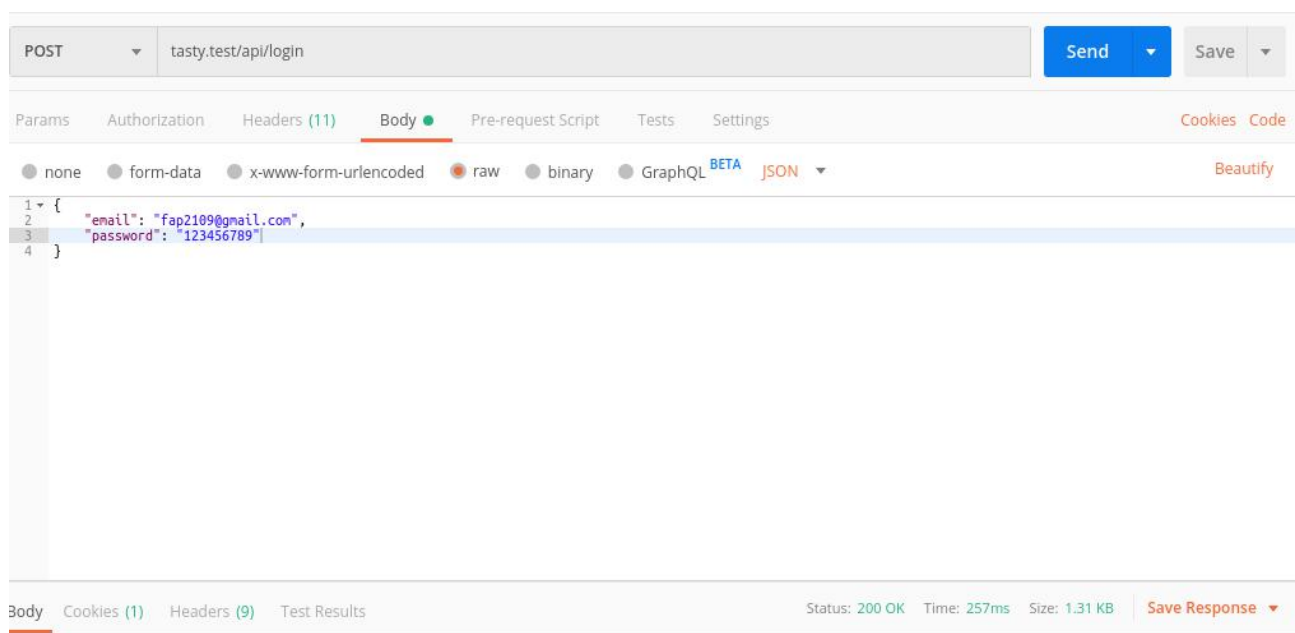 POST tasty.test/api/login Send Save
Params Authorization Headers (11) Body Pre-request Script Tests Settings Cookies Code
none form-data x-www-form-urlencoded raw binary GraphQL BETA JSON Beautify
1 {
2 "email": "fap2109@gmail.com",
3 "password": "123456789"
4 }
Body Cookies (1) Headers (9) Test Results Status: 200 OK Time: 257ms Size: 1.31 KB Save Response